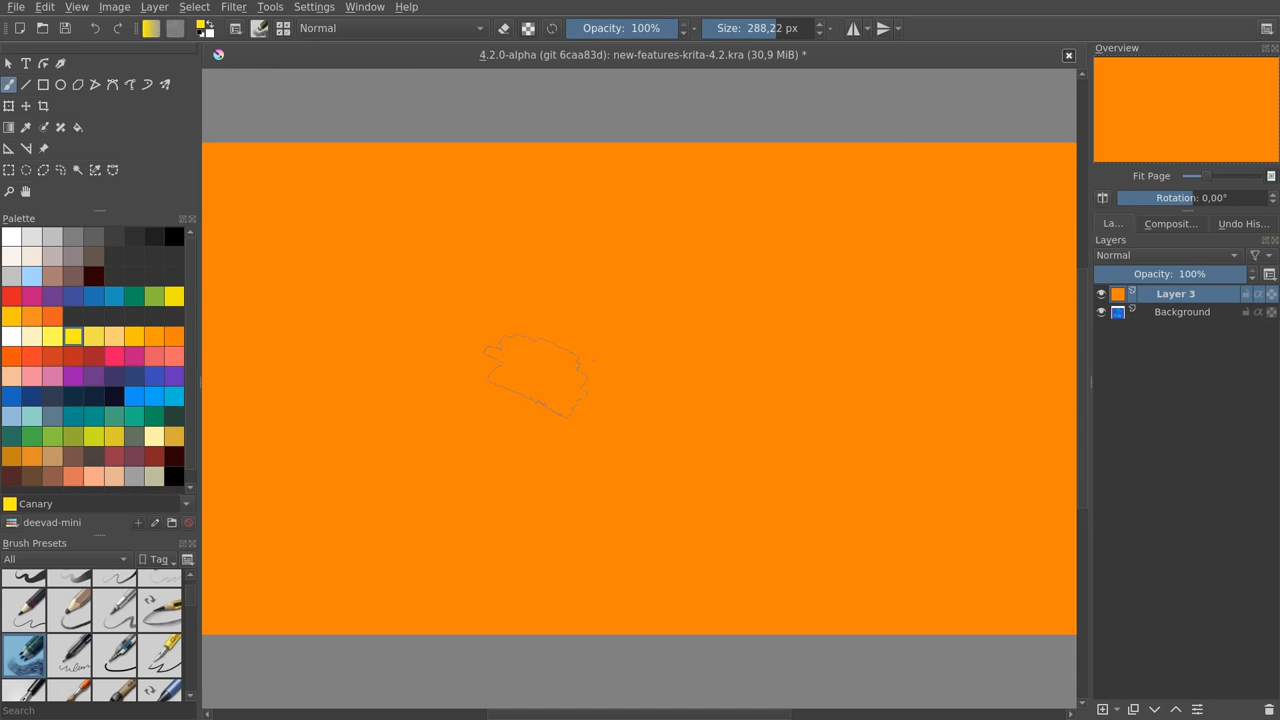 File Edit View Image Layer Select Filter Tools Settings Window Help
Normal
Opacity: 100%
Size: 288,22 px
4.2.0-alpha (git 6caa83d): new-features-krita-4.2.kra (30,9 MiB) *
Overview
Fit Page
Rotation: 0,00°
La... Composit... Undo His...
Layers
Normal
Opacity: 100%
Layer 3
Background
Palette
Canary
deevad-mini
Brush Presets
All
Tag
Search